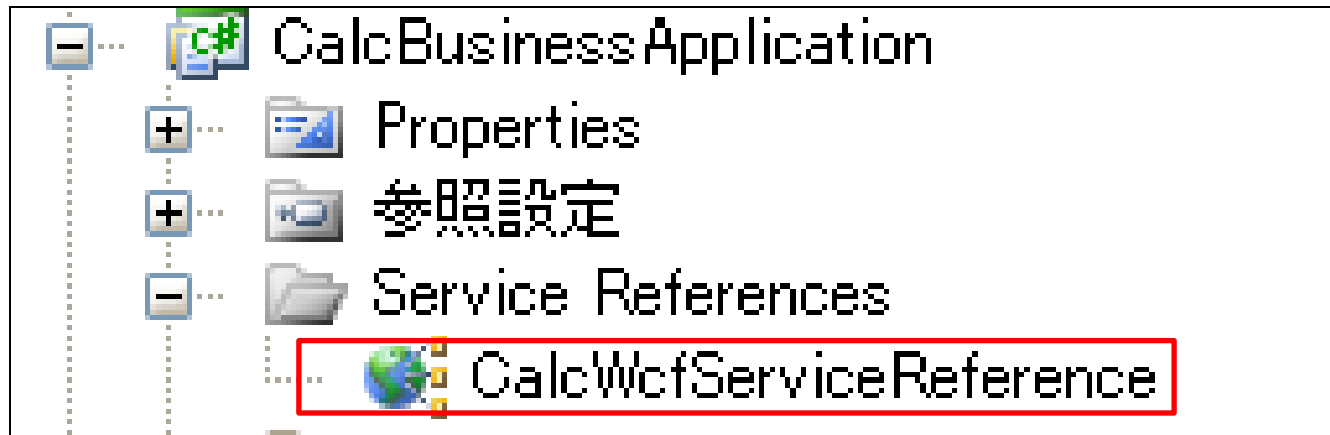 CalcBusinessApplication
Properties
参照設定
Service References
CalcWcfServiceReference